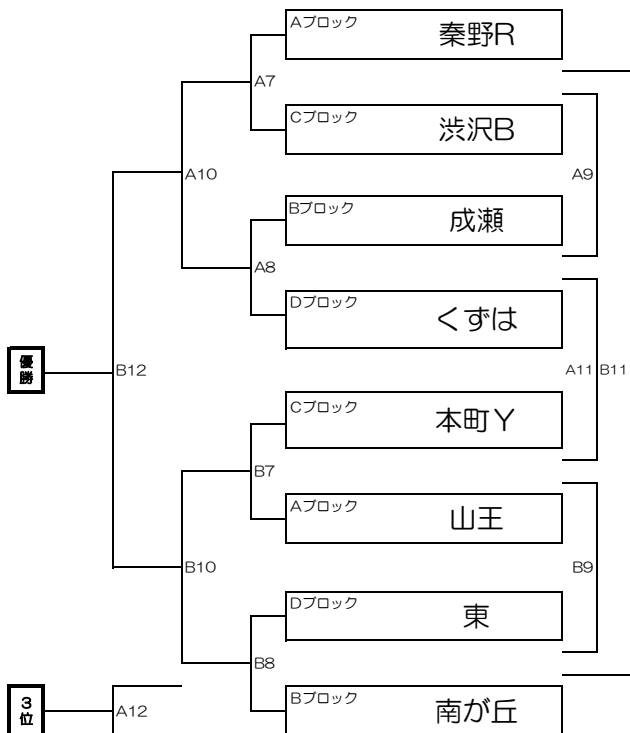 Aブロック
秦野R
A7
Cブロック
渋沢B
A10
A9
Bブロック
成瀬
A8
Dブロック
くずは
優勝
B12
A11
B11
Cブロック
本町Y
B7
Aブロック
山王
B10
B9
Dブロック
東
B8
Bブロック
南が丘
3位
A12